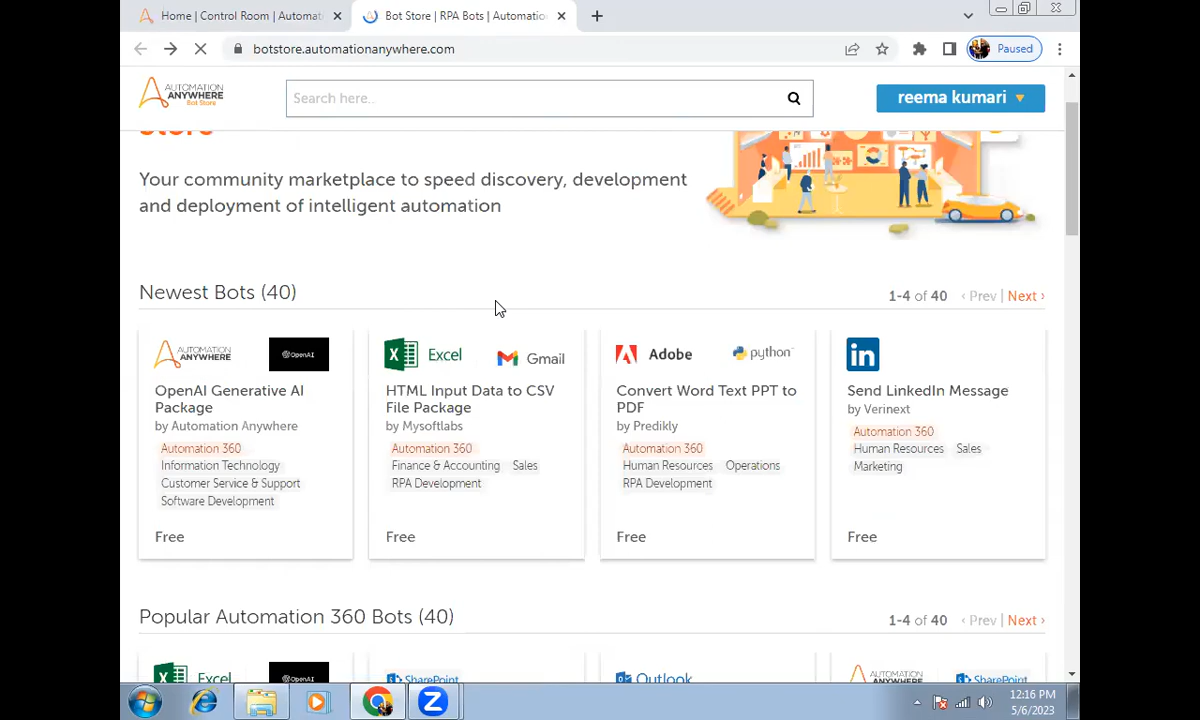 Home | Control Room | Automat
Bot Store | RPA Bots | Automatio
botstore.automationanywhere.com
Paused
AUTOMATION
ANYWHERE
Bot Store
Search here..
reema kumari
Store
Your community marketplace to speed discovery, development
and deployment of intelligent automation
Newest Bots (40)
1-4 of 40 ‹ Prev | Next ›
AUTOMATION
ANYWHERE
OpenAI
OpenAI Generative AI
Package
by Automation Anywhere
Automation 360
Information Technology
Customer Service & Support
Software Development
Free
Excel
Gmail
HTML Input Data to CSV
File Package
by Mysoftlabs
Automation 360
Finance & Accounting Sales
RPA Development
Free
Adobe
python
Convert Word Text PPT to
PDF
by Predikly
Automation 360
Human Resources Operations
RPA Development
Free
in
Send LinkedIn Message
by Verinext
Automation 360
Human Resources Sales
Marketing
Free
Popular Automation 360 Bots (40)
1-4 of 40 ‹ Prev | Next ›
Excel
SharePoint
Outlook
AUTOMATION
SharePoint
12:16 PM
5/6/2023